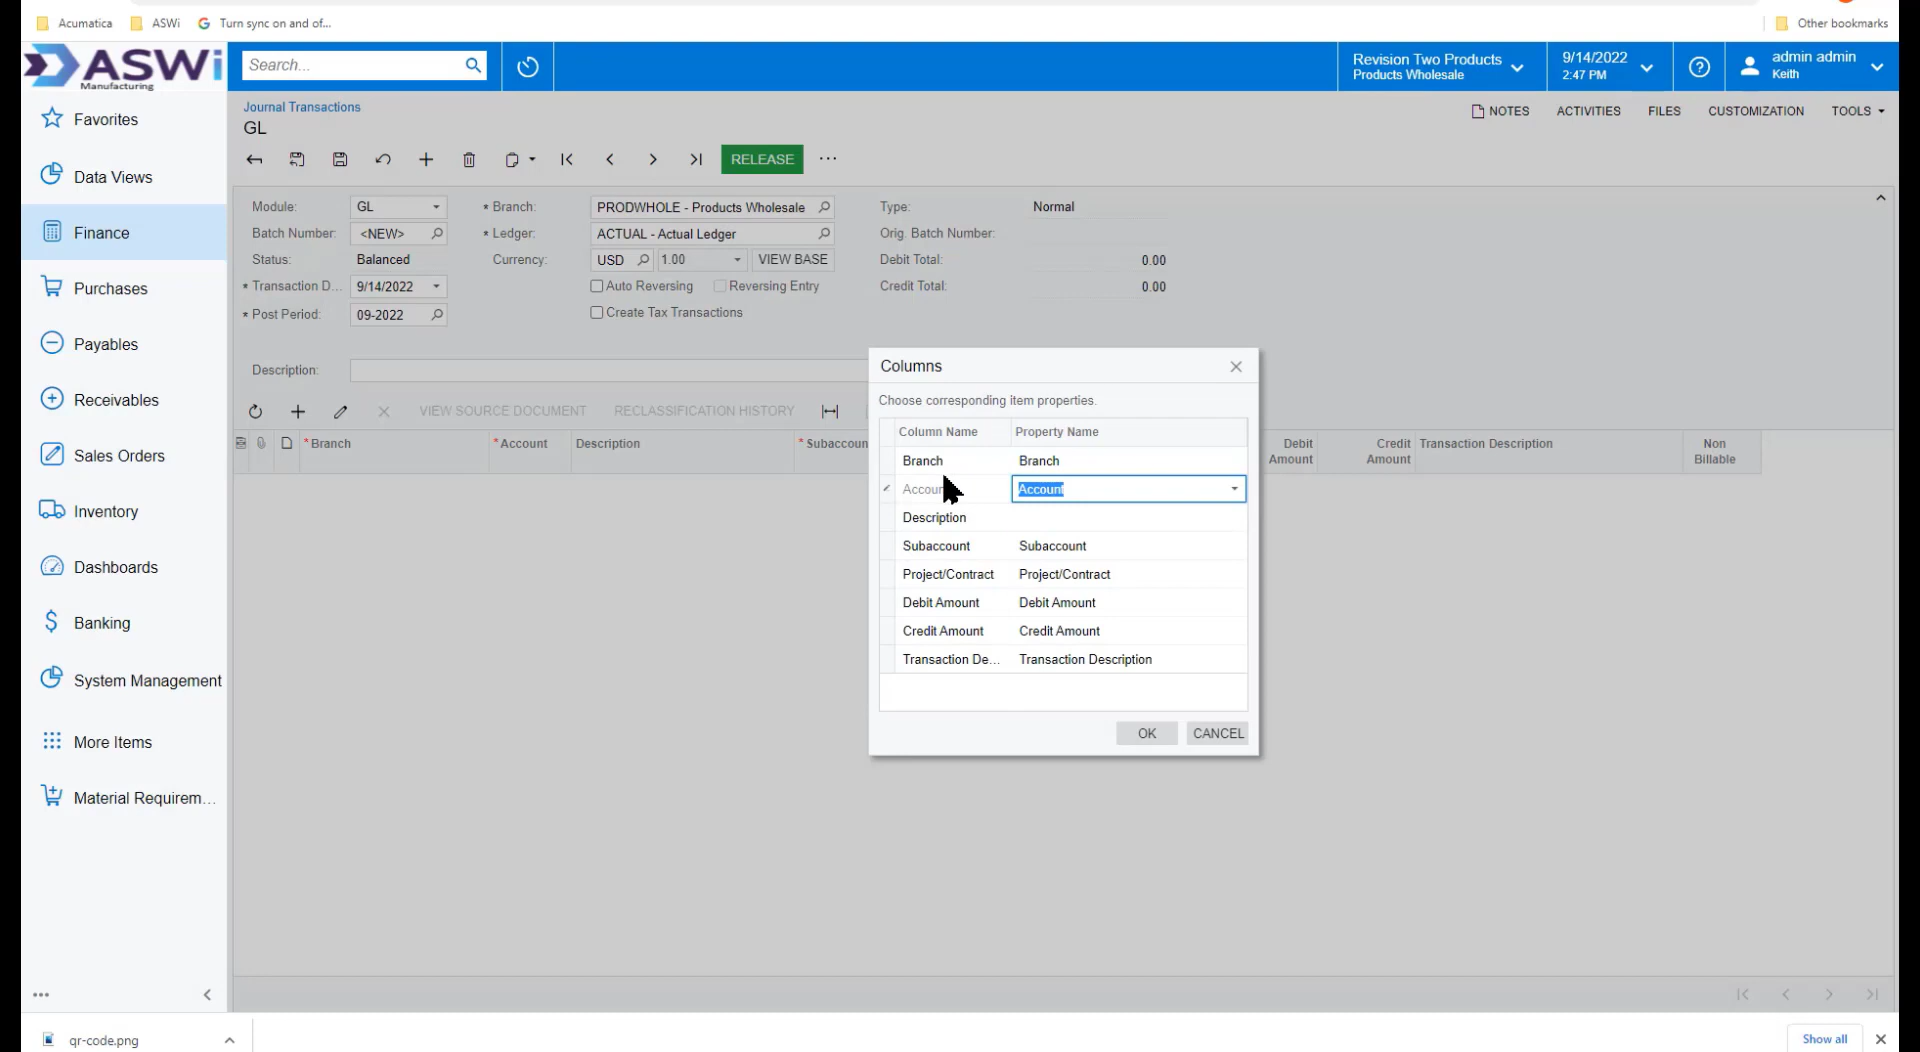 Acumatica
ASWi
Turn sync on and of...
Other bookmarks
ASWi
Manufacturing
Search...
Revision Two Products
Products Wholesale
9/14/2022
2:47 PM
admin admin
Keith
Favorites
Data Views
Finance
Purchases
Payables
Receivables
Sales Orders
Inventory
Dashboards
Banking
System Management
More Items
Material Requirem...
Journal Transactions
GL
NOTES
ACTIVITIES
FILES
CUSTOMIZATION
TOOLS
RELEASE
Module: GL
* Branch: PRODWHOLE - Products Wholesale
Type: Normal
Batch Number: <NEW>
* Ledger: ACTUAL - Actual Ledger
Orig. Batch Number:
Status: Balanced
Currency: USD 1.00 VIEW BASE
Debit Total: 0.00
* Transaction D... 9/14/2022
Auto Reversing
Reversing Entry
Credit Total: 0.00
* Post Period: 09-2022
Create Tax Transactions
Description:
VIEW SOURCE DOCUMENT
RECLASSIFICATION HISTORY
* Branch
* Account
Description
* Subaccoun
Debit Amount
Credit Amount
Transaction Description
Non Billable
Columns
Choose corresponding item properties.
Column Name Property Name
Branch Branch
Accoun Account
Description
Subaccount Subaccount
Project/Contract Project/Contract
Debit Amount Debit Amount
Credit Amount Credit Amount
Transaction De... Transaction Description
OK
CANCEL
qr-code.png
Show all